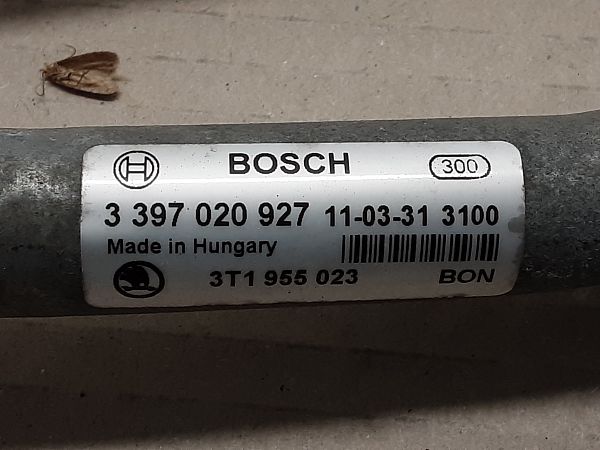 BOSCH 300
3 397 020 927 11-03-31 3100
Made in Hungary
3T1 955 023 BON